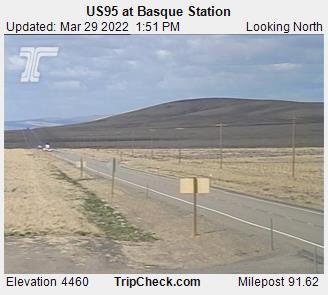 US95 at Basque Station
Updated: Mar 29 2022 1:51 PM Looking North
Elevation 4460 TripCheck.com Milepost 91.62